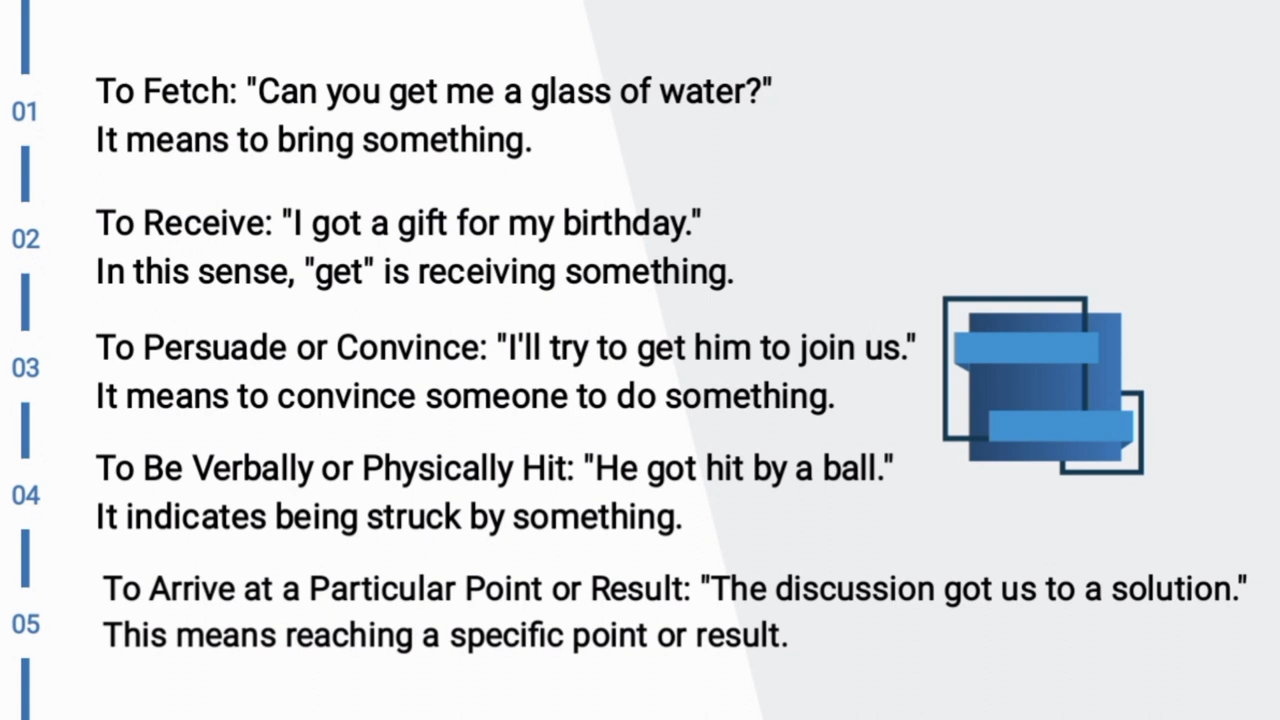 01
To Fetch: "Can you get me a glass of water?"
It means to bring something.
02
To Receive: "I got a gift for my birthday."
In this sense, "get" is receiving something.
03
To Persuade or Convince: "I'll try to get him to join us."
It means to convince someone to do something.
04
To Be Verbally or Physically Hit: "He got hit by a ball."
It indicates being struck by something.
05
To Arrive at a Particular Point or Result: "The discussion got us to a solution."
This means reaching a specific point or result.